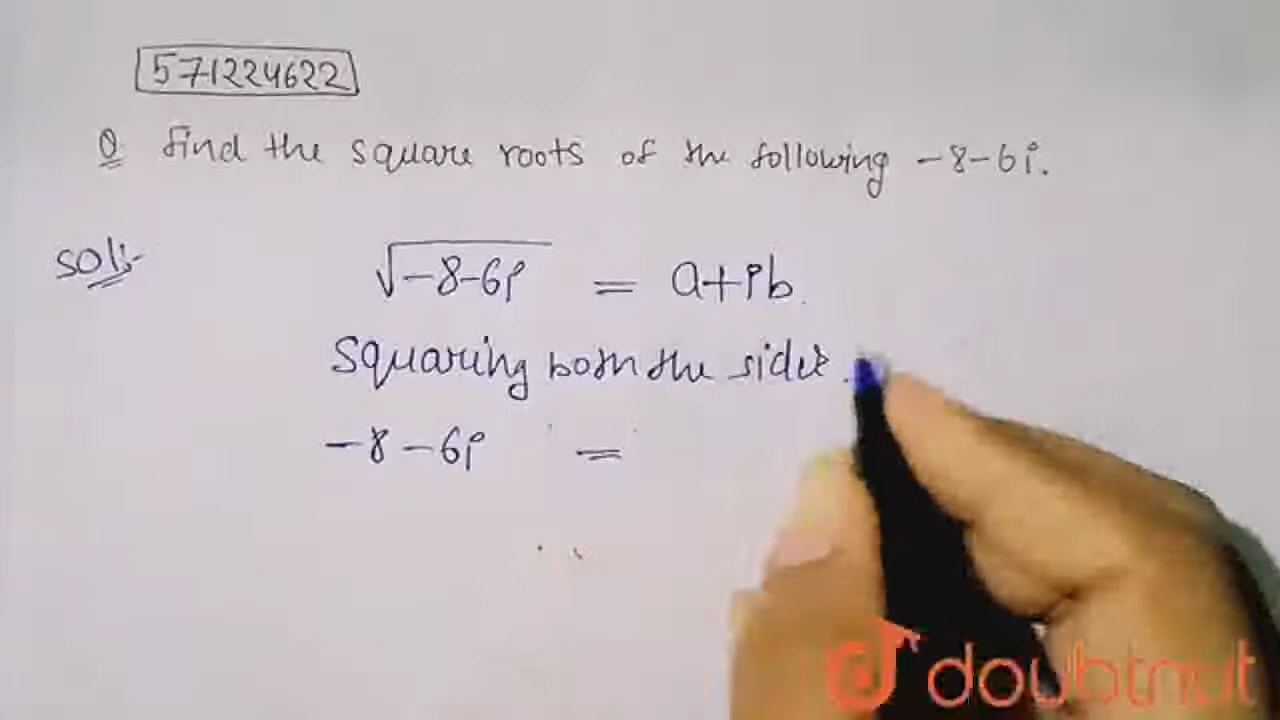 571224622
Q Find the square roots of the following -8-6i.
Sol:-
√-8-6i = a+ib.
Squaring both the sides.
-8-6i =
doubtnut